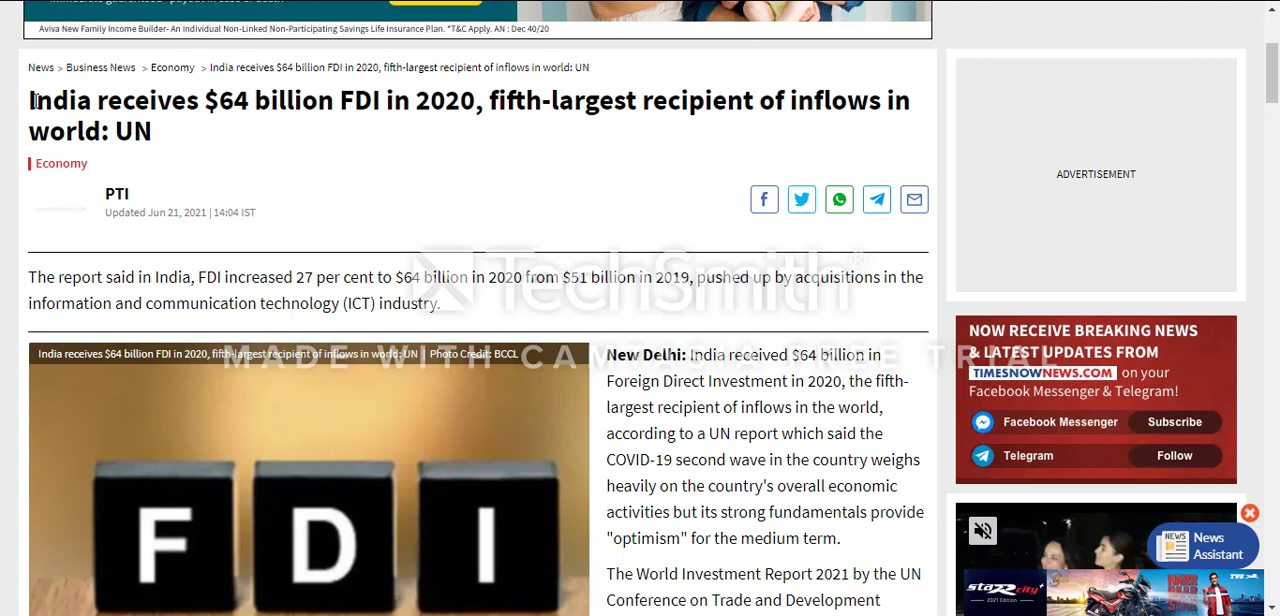 Aviva New Family Income Builder- An Individual Non-Linked Non-Participating Savings Life Insurance Plan. *T&C Apply. AN : Dec 40/20
News > Business News > Economy > India receives $64 billion FDI in 2020, fifth-largest recipient of inflows in world: UN
India receives $64 billion FDI in 2020, fifth-largest recipient of inflows in
world: UN
Economy
PTI
Updated Jun 21, 2021 | 14:04 IST
The report said in India, FDI increased 27 per cent to $64 billion in 2020 from $51 billion in 2019, pushed up by acquisitions in the
information and communication technology (ICT) industry.
TechSmith
MADE WITH CAMTASIA FREE TRIAL
India receives $64 billion FDI in 2020, fifth-largest recipient of inflows in world: UN | Photo Credit: BCCL
F D I
New Delhi: India received $64 billion in
Foreign Direct Investment in 2020, the fifth-
largest recipient of inflows in the world,
according to a UN report which said the
COVID-19 second wave in the country weighs
heavily on the country's overall economic
activities but its strong fundamentals provide
"optimism" for the medium term.
The World Investment Report 2021 by the UN
Conference on Trade and Development
ADVERTISEMENT
NOW RECEIVE BREAKING NEWS
& LATEST UPDATES FROM
TIMESNOWNEWS.COM on your
Facebook Messenger & Telegram!
Facebook Messenger Subscribe
Telegram Follow
NEWS
News
Assistant
StaR city+
2021 Edition
TVS